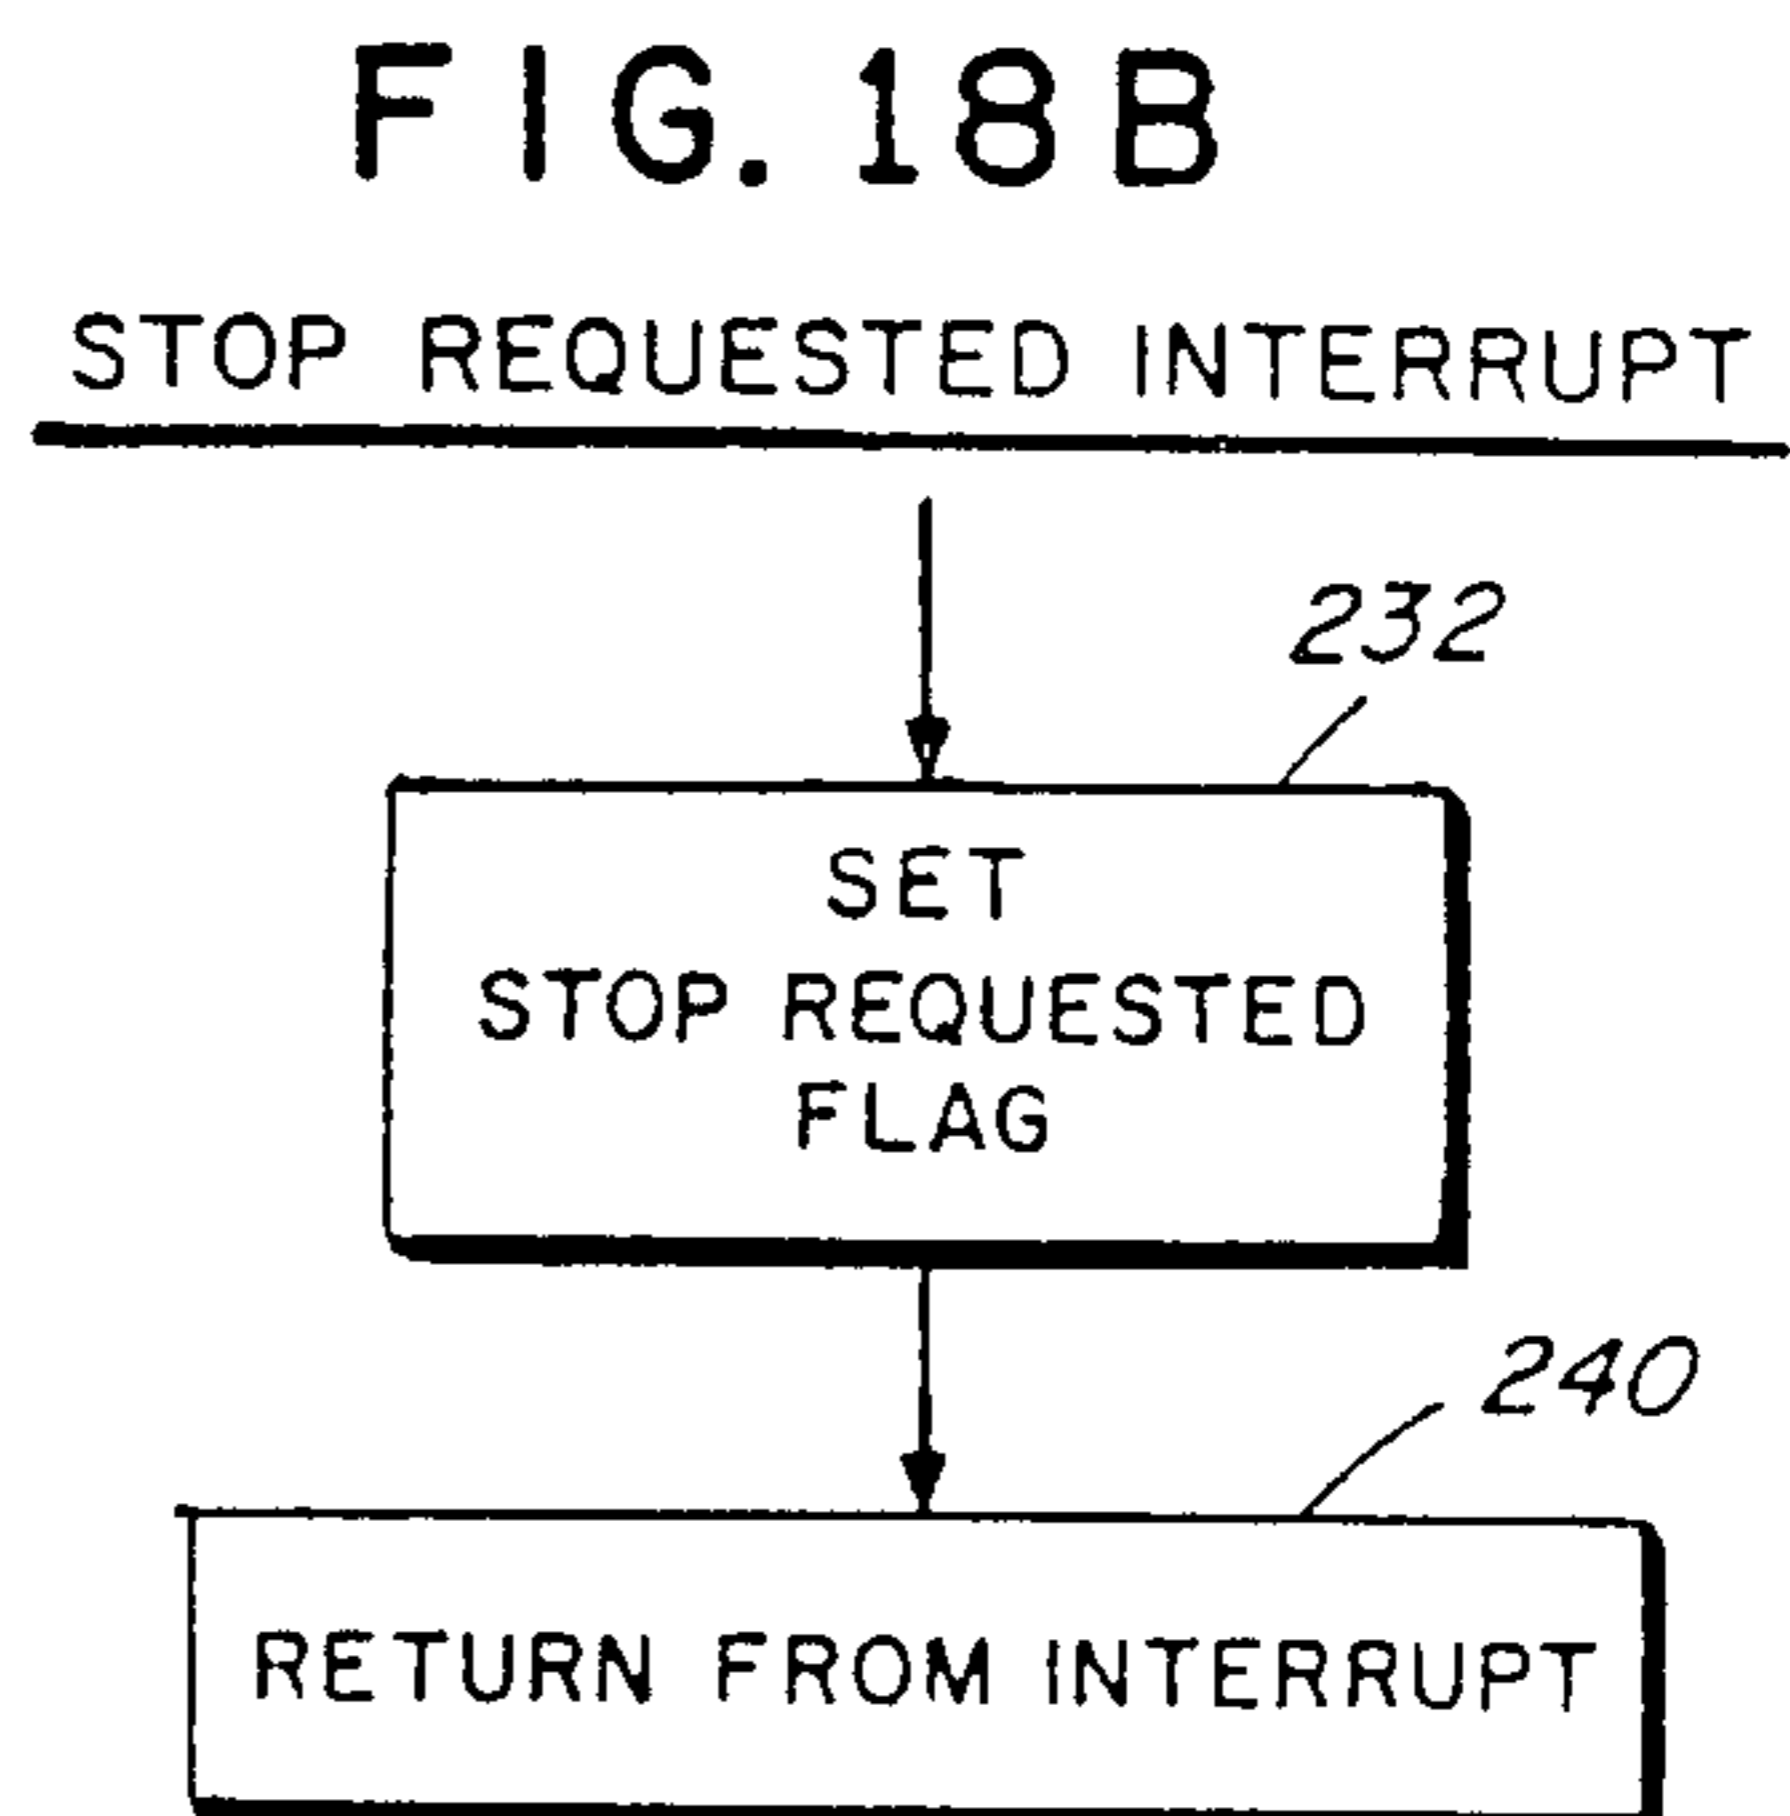 FIG. 18B
STOP REQUESTED INTERRUPT
232
SET
STOP REQUESTED
FLAG
240
RETURN FROM INTERRUPT